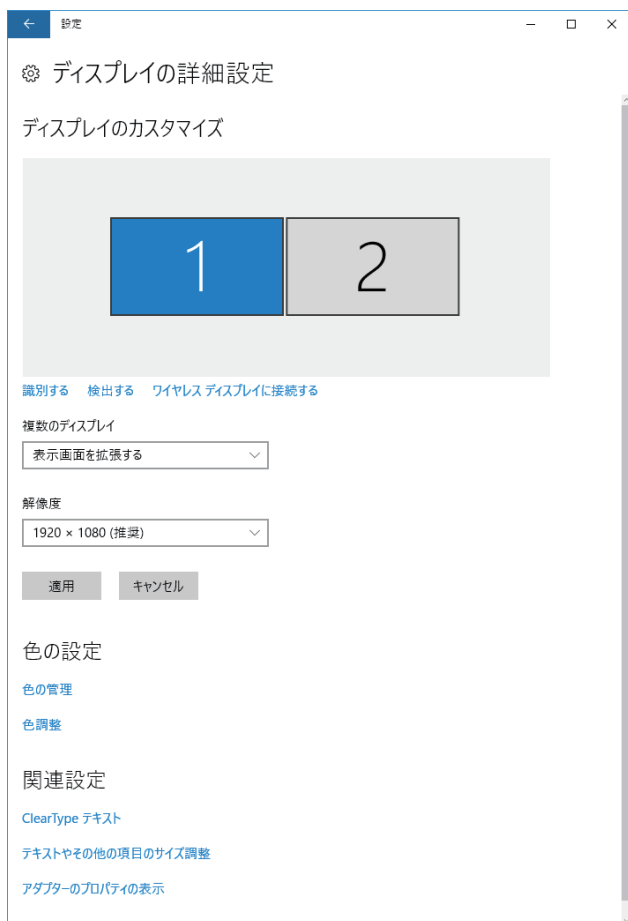 設定
ディスプレイの詳細設定
ディスプレイのカスタマイズ
1 2
識別する 検出する ワイヤレス ディスプレイに接続する
複数のディスプレイ
表示画面を拡張する
解像度
1920 × 1080 (推奨)
適用 キャンセル
色の設定
色の管理
色調整
関連設定
ClearType テキスト
テキストやその他の項目のサイズ調整
アダプターのプロパティの表示